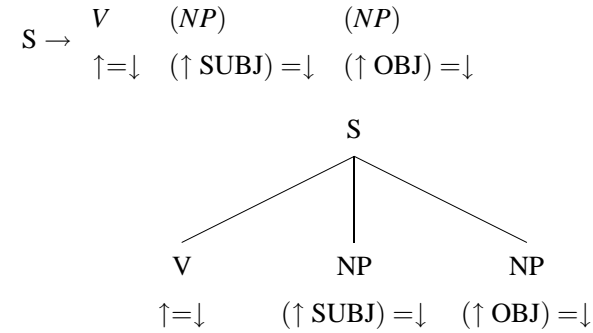 S → V (NP) (NP)
↑=↓ (↑ SUBJ) =↓ (↑ OBJ) =↓
S
V NP NP
↑=↓ (↑ SUBJ) =↓ (↑ OBJ) =↓